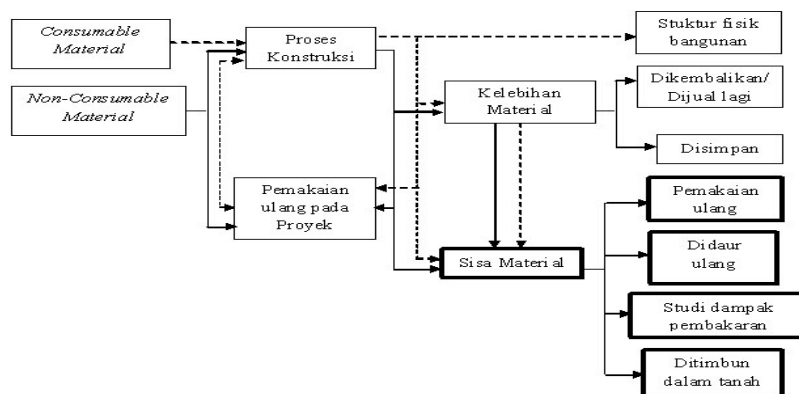 Consumable
Material
Proses
Konstruksi
Stuktur fisik
bangunan
Non-Consumable
Material
Kelebihan
Material
Dikembalikan/
Dijual lagi
Disimpan
Pemakaian
ulang pada
Proyek
Sisa Material
Pemakaian
ulang
Didaur
ulang
Studi dampak
pembakaran
Ditimbun
dalam tanah